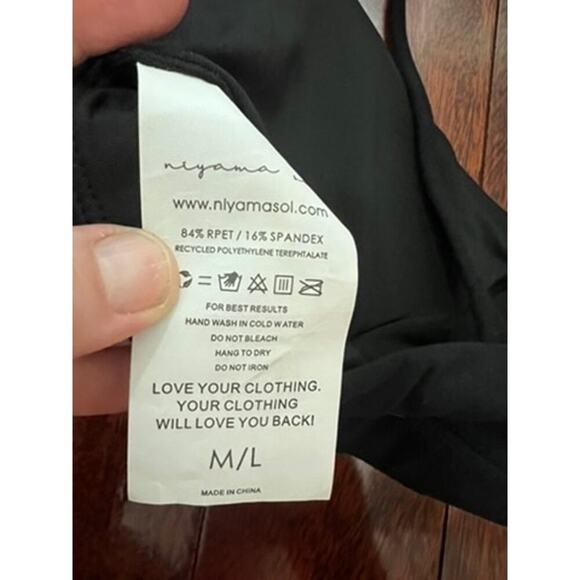 niyama
www.niyamasol.com
84% RPET / 16% SPANDEX
RECYCLED POLYETHYLENE TEREPHTALATE
=
FOR BEST RESULTS
HAND WASH IN COLD WATER
DO NOT BLEACH
HANG TO DRY
DO NOT IRON
LOVE YOUR CLOTHING.
YOUR CLOTHING
WILL LOVE YOU BACK!
M/L
MADE IN CHINA